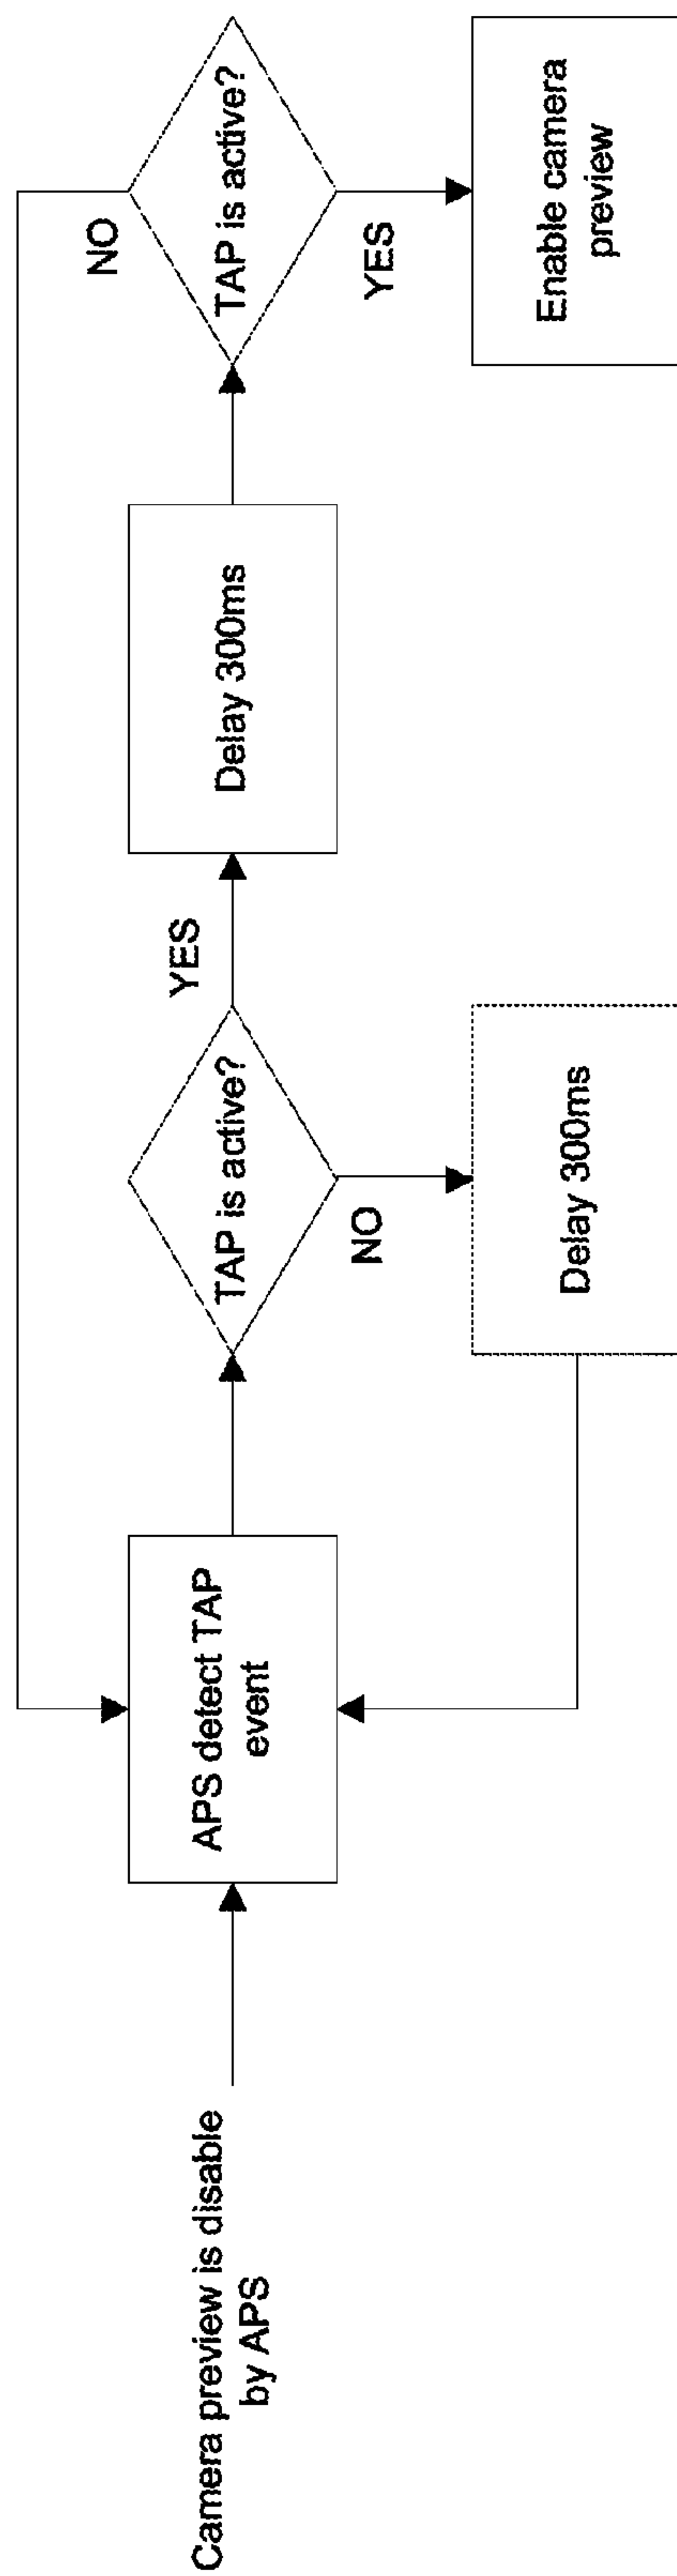 Camera preview is disable
by APS
APS detect TAP
event
TAP is active?
NO
Delay 300ms
YES
Delay 300ms
TAP is active?
NO
YES
Enable camera
preview